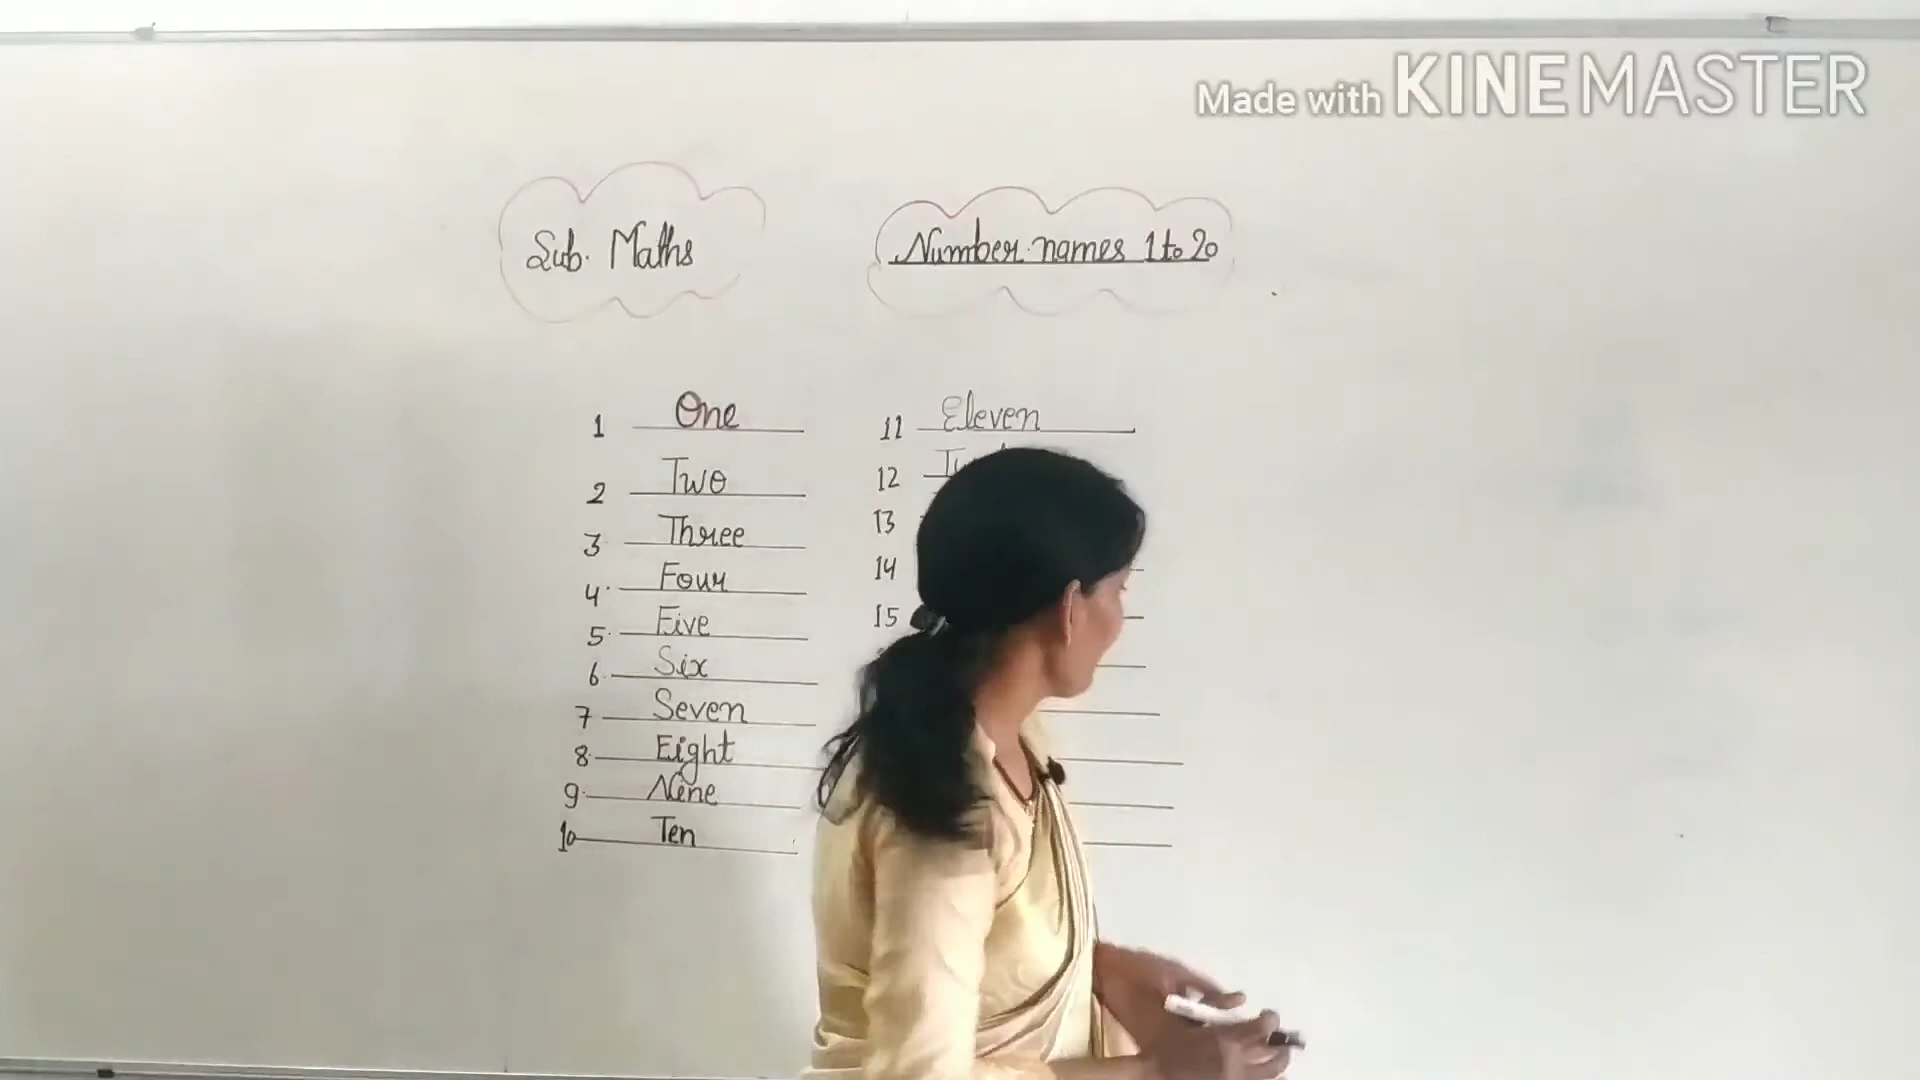 Made with KINEMASTER
Sub. Maths
Number names 1 to 20
1 One
2 Two
3 Three
4 Four
5 Five
6 Six
7 Seven
8 Eight
9 Nine
10 Ten
11 Eleven
12
13
14
15